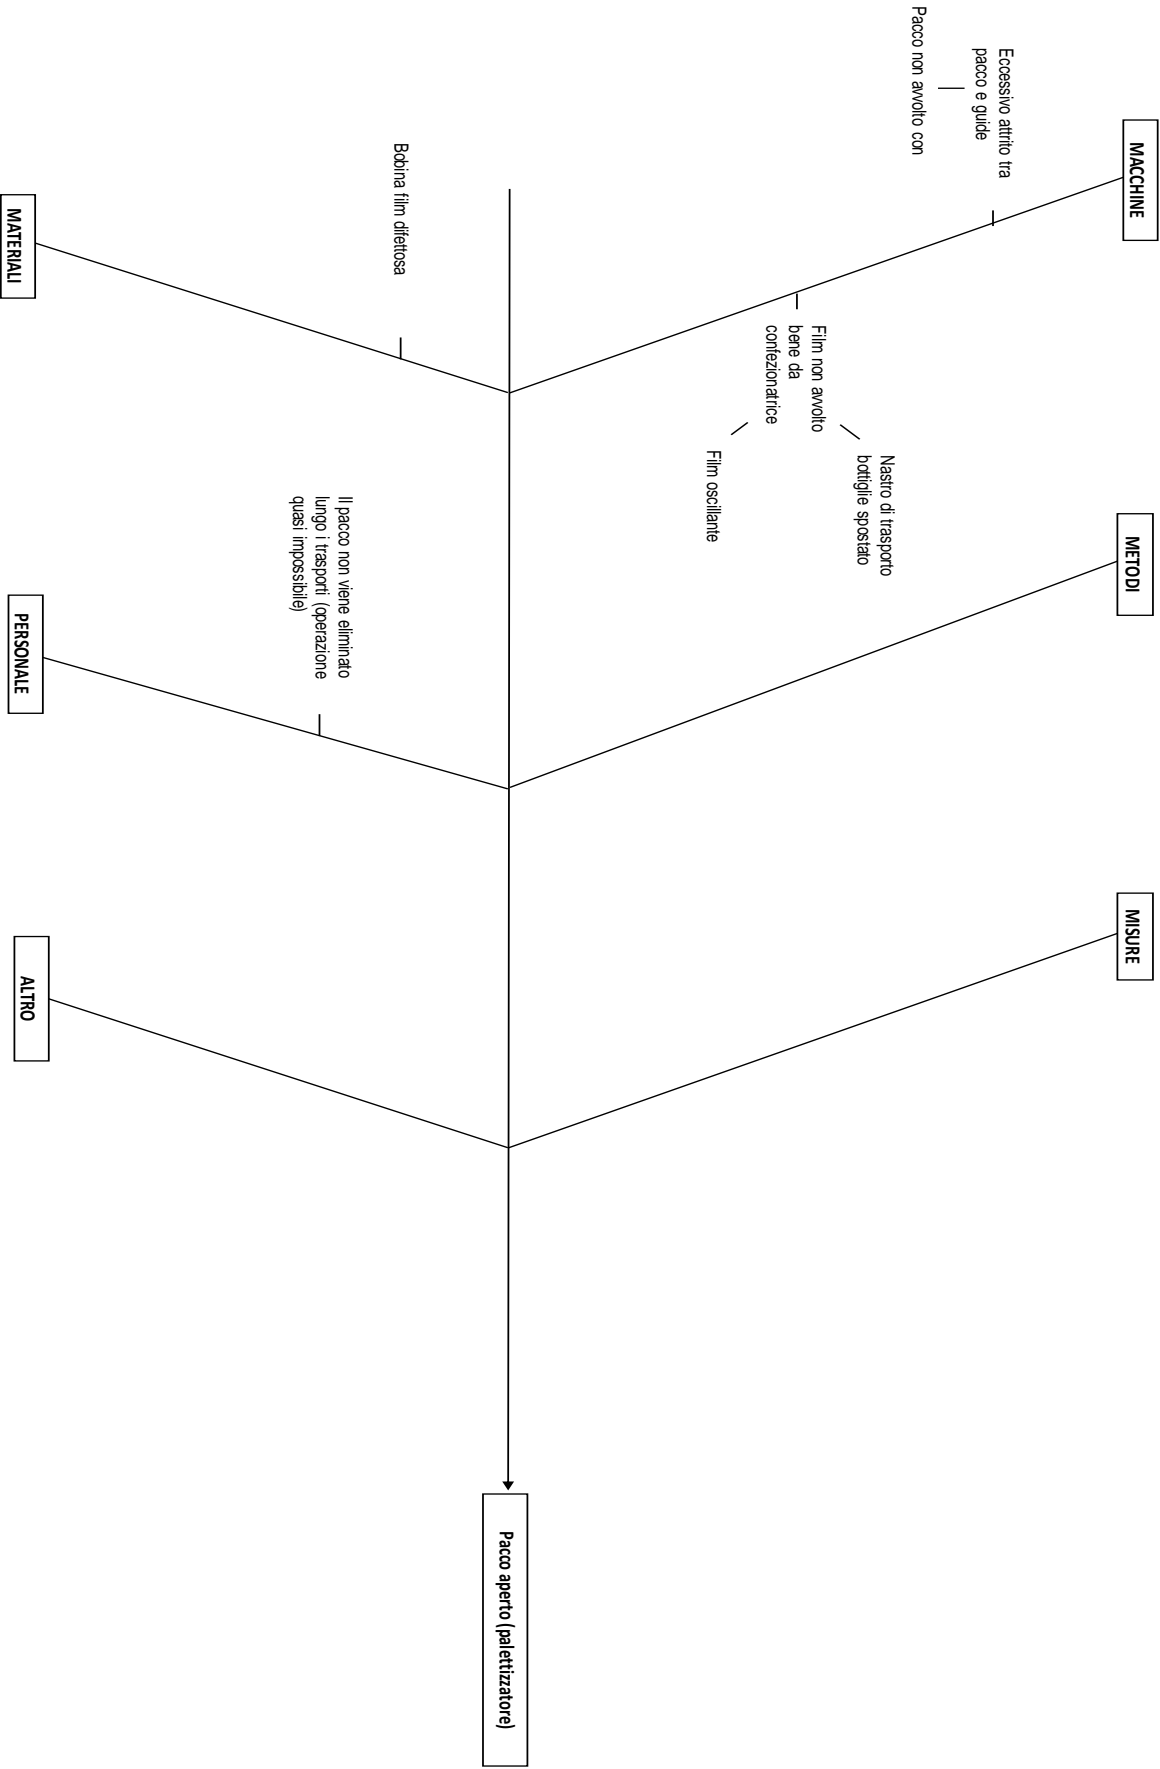 MACCHINE
METODI
MISURE
Eccessivo attrito tra
pacco e guide
Pacco non avvolto con
Film non avvolto
bene da
confezionatrice
Nastro di trasporto
bottiglie spostato
Film oscillante
Pacco aperto (palettizzatore)
Bobina film difettosa
Il pacco non viene eliminato
lungo i trasporti (operazione
quasi impossibile)
MATERIALI
PERSONALE
ALTRO